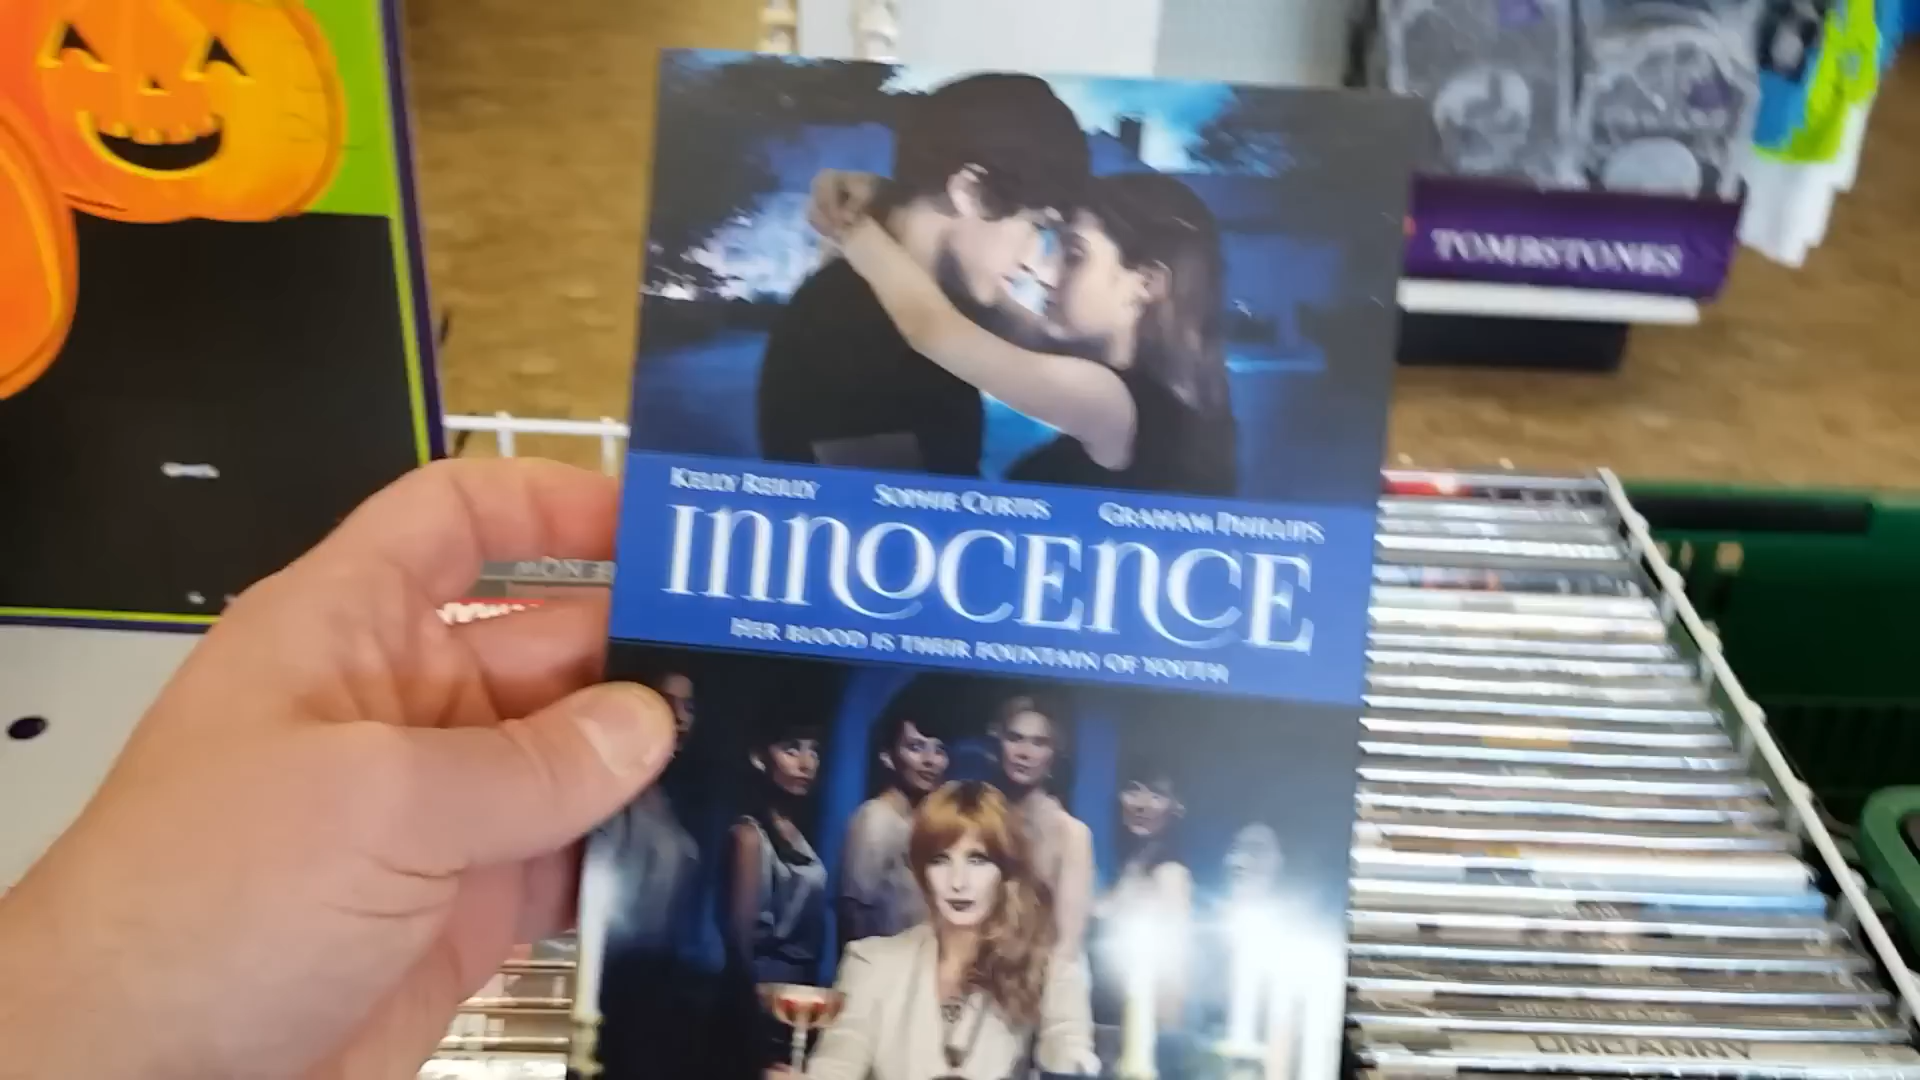 TOMBSTONES
KELLY REILLY SOPHIE CURTIS GRAHAM PHILLIPS
INNOCENCE
HER BLOOD IS THEIR FOUNTAIN OF YOUTH
UNCANNY